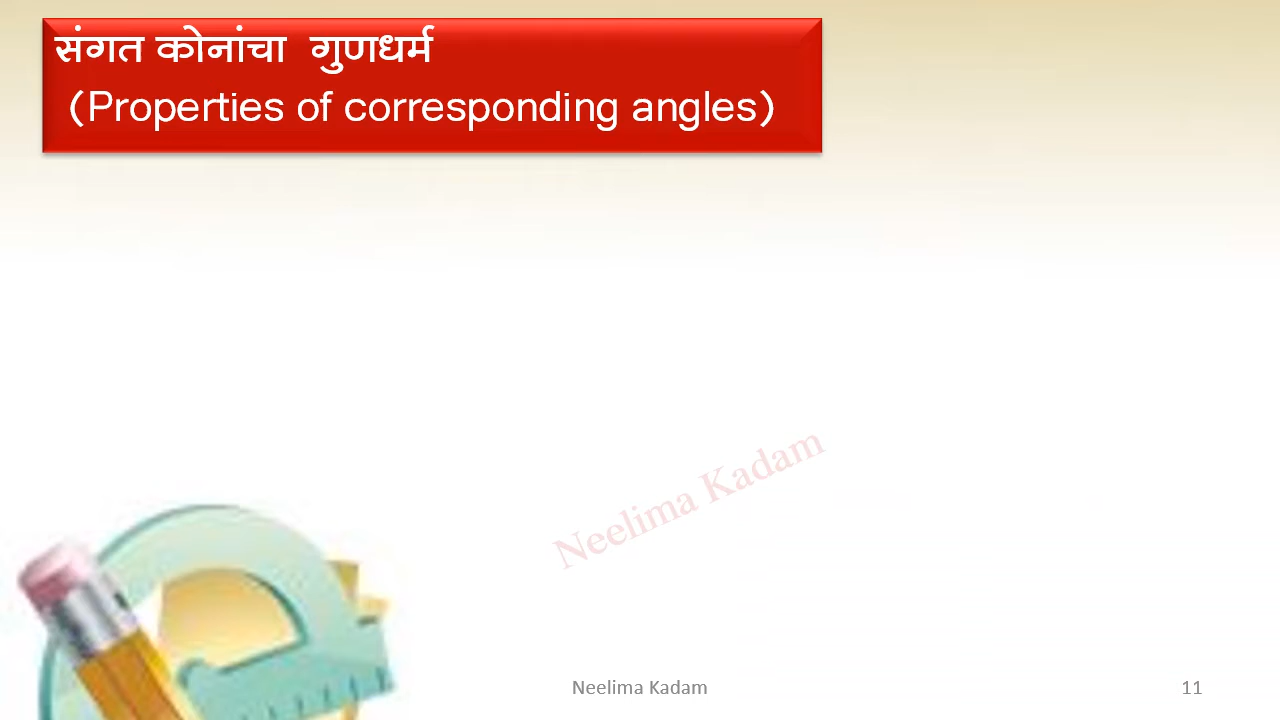 संगत कोनांचा गुणधर्म
(Properties of corresponding angles)
Neelima Kadam
Neelima Kadam
11